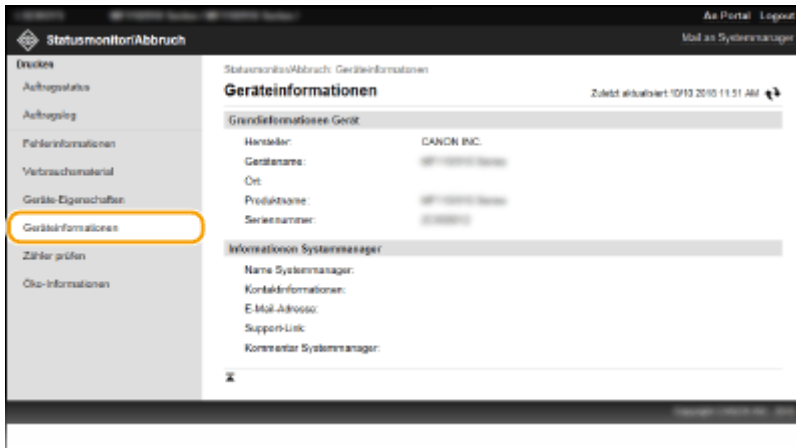 An Portal Logout
Statusmonitor/Abbruch
Mail an Systemmanager
Drucken
Auftragsstatus
Auftragslog
Fehlerinformationen
Verbrauchsmaterial
Geräte-Eigenschaften
Geräteinformationen
Zähler prüfen
Öko-Informationen
Statusmonitor/Abbruch: Geräteinformationen
Geräteinformationen
Zuletzt aktualisiert: 10/10 2018 11:51 AM
Grundinformationen Gerät
Hersteller: CANON INC.
Gerätename:
Ort:
Produktname:
Seriennummer:
Informationen Systemmanager
Name Systemmanager:
Kontaktinformationen:
E-Mail-Adresse:
Support-Link:
Kommentar Systemmanager: